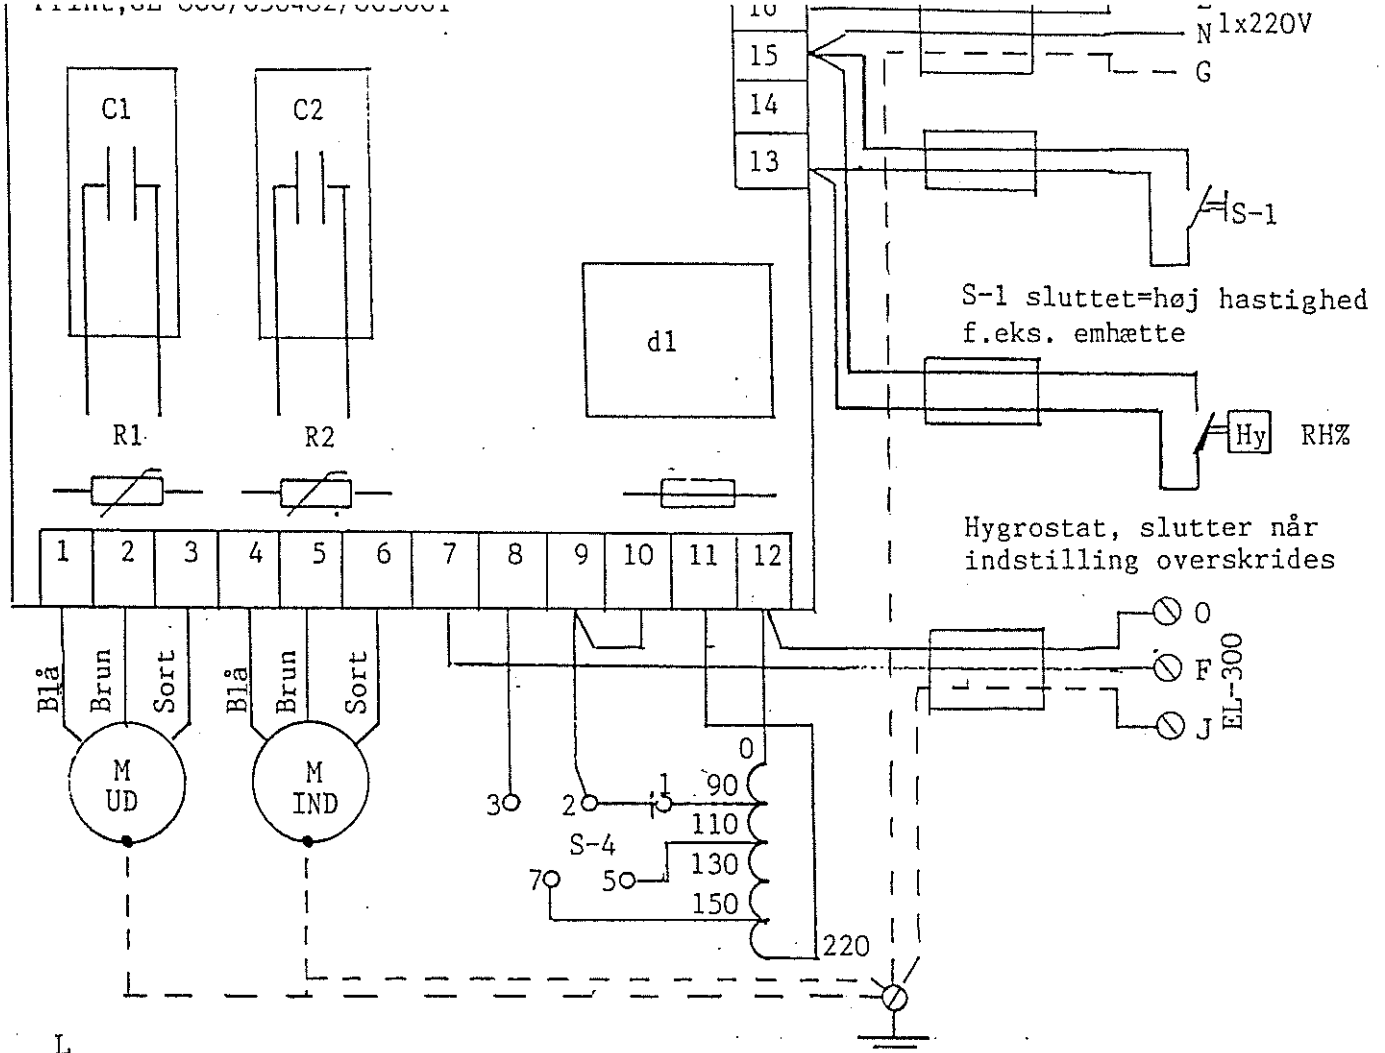 16
N 1x220V
15
G
C1
C2
14
13
S-1
S-1 sluttet=høj hastighed
f.eks. emhætte
d1
R1
R2
Hy
RH%
Hygrostat, slutter når
indstilling overskrides
1 2 3 4 5 6 7 8 9 10 11 12
O
F
J
EL-300
Blå
Brun
Sort
Blå
Brun
Sort
M
UD
M
IND
0
1
90
3
2
110
S-4
130
7
5
150
220
L